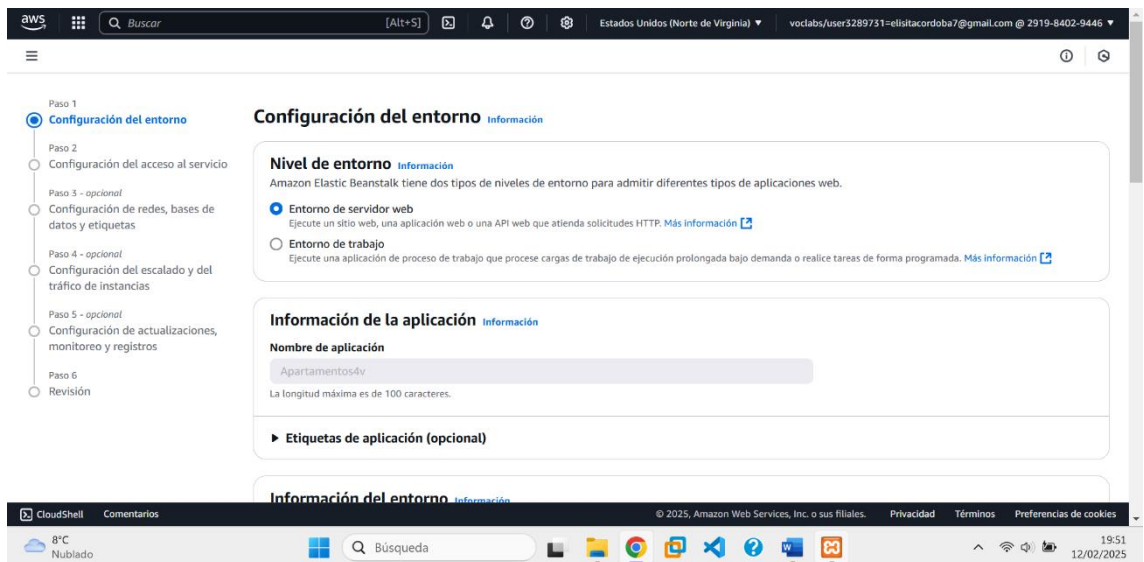 aws
Buscar
[Alt+S]
Estados Unidos (Norte de Virginia)
voclabs/user3289731=elisitacordoba7@gmail.com @ 2919-8402-9446
Paso 1
Configuración del entorno
Paso 2
Configuración del acceso al servicio
Paso 3 - opcional
Configuración de redes, bases de
datos y etiquetas
Paso 4 - opcional
Configuración del escalado y del
tráfico de instancias
Paso 5 - opcional
Configuración de actualizaciones,
monitoreo y registros
Paso 6
Revisión
Configuración del entorno Información
Nivel de entorno Información
Amazon Elastic Beanstalk tiene dos tipos de niveles de entorno para admitir diferentes tipos de aplicaciones web.
Entorno de servidor web
Ejecute un sitio web, una aplicación web o una API web que atienda solicitudes HTTP. Más información
Entorno de trabajo
Ejecute una aplicación de proceso de trabajo que procese cargas de trabajo de ejecución prolongada bajo demanda o realice tareas de forma programada. Más información
Información de la aplicación Información
Nombre de aplicación
Apartamentos4v
La longitud máxima es de 100 caracteres.
Etiquetas de aplicación (opcional)
Información del entorno Información
CloudShell
Comentarios
© 2025, Amazon Web Services, Inc. o sus filiales.
Privacidad
Términos
Preferencias de cookies
8°C
Nublado
Búsqueda
19:51
12/02/2025